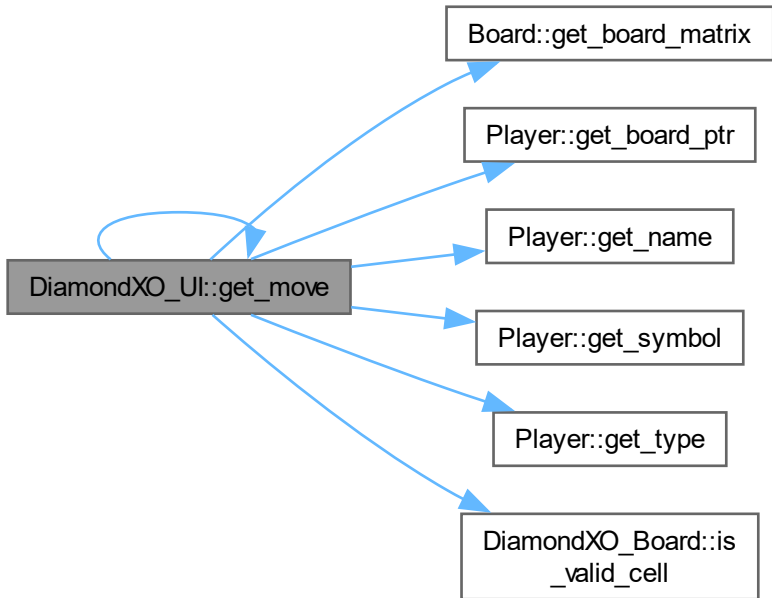 Board::get_board_matrix
Player::get_board_ptr
Player::get_name
DiamondXO_UI::get_move
Player::get_symbol
Player::get_type
DiamondXO_Board::is
_valid_cell